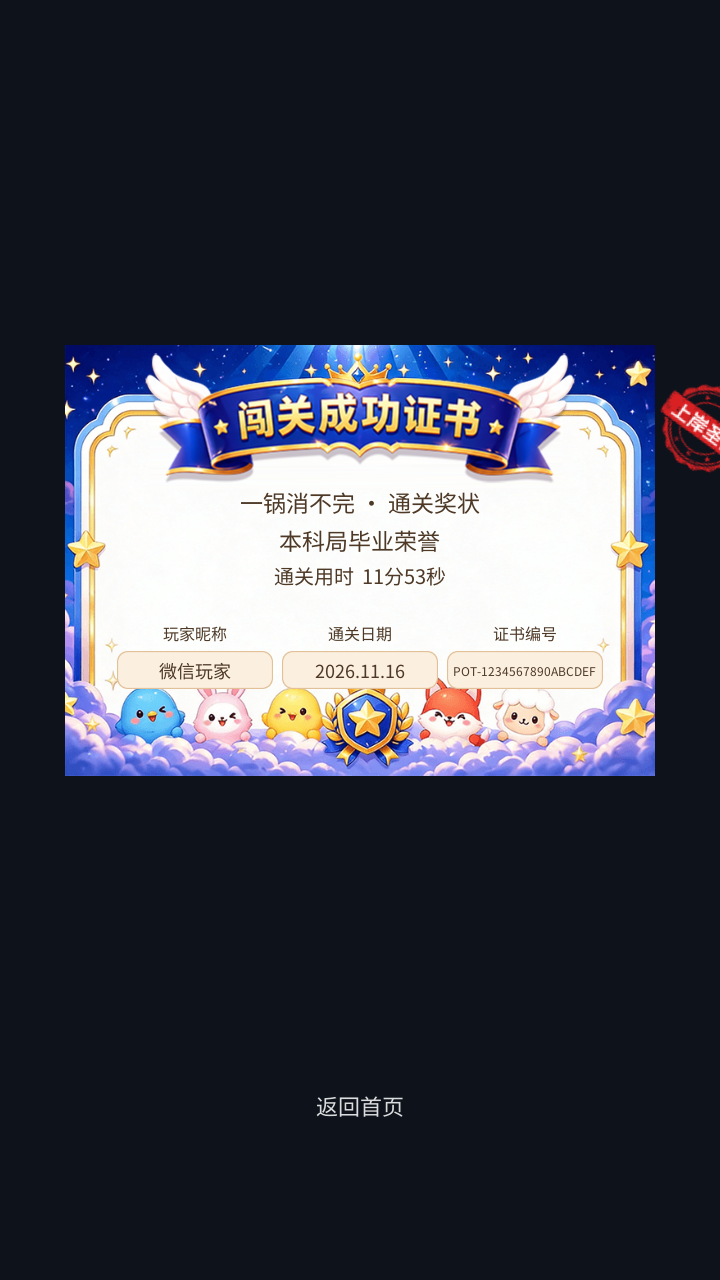 闯关成功证书
上岸圣
一锅消不完 · 通关奖状
本科局毕业荣誉
通关用时 11分53秒
玩家昵称 通关日期 证书编号
微信玩家 2026.11.16 POT-1234567890ABCDEF
返回首页